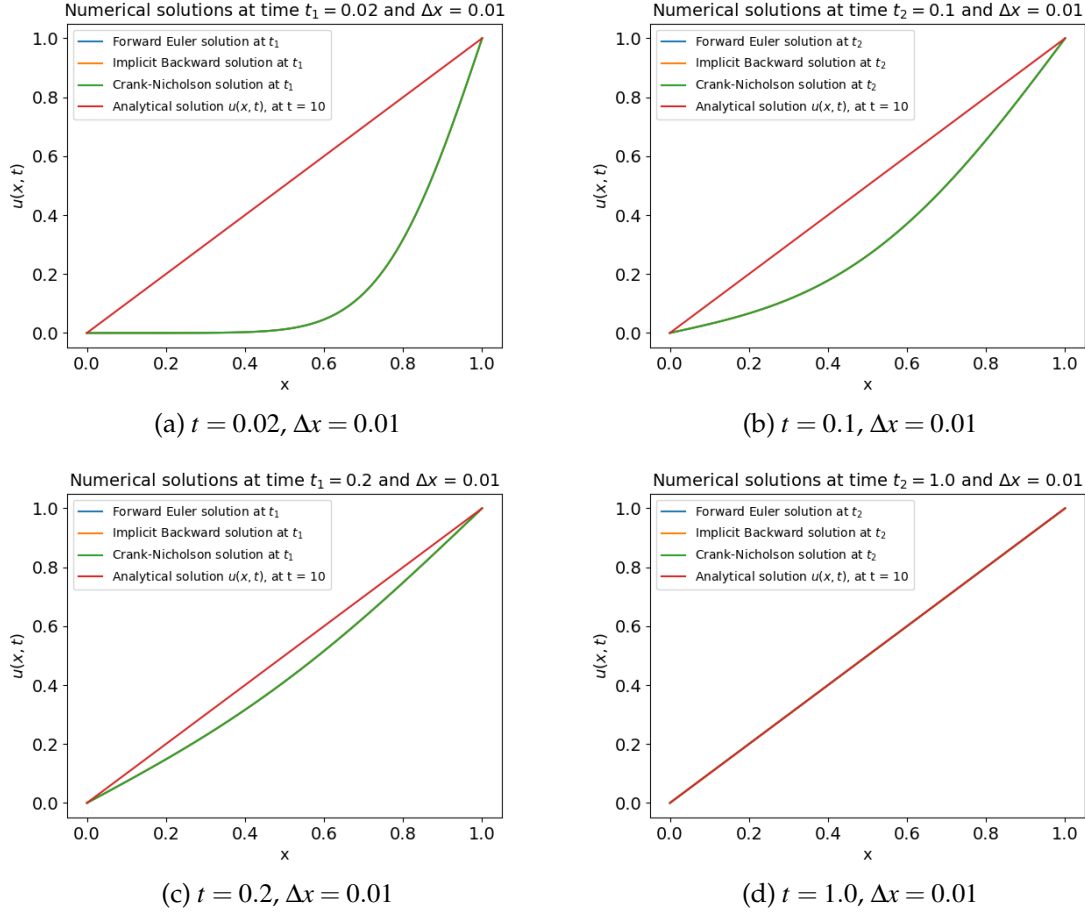 Numerical solutions at time t₁ = 0.02 and Δx = 0.01
Forward Euler solution at t₁
Implicit Backward solution at t₁
Crank-Nicholson solution at t₁
Analytical solution u(x, t), at t = 10
1.0
0.8
0.6
0.4
0.2
0.0
u(x, t)
0.0 0.2 0.4 0.6 0.8 1.0
x
(a) t = 0.02, Δx = 0.01
Numerical solutions at time t₂ = 0.1 and Δx = 0.01
Forward Euler solution at t₂
Implicit Backward solution at t₂
Crank-Nicholson solution at t₂
Analytical solution u(x, t), at t = 10
1.0
0.8
0.6
0.4
0.2
0.0
u(x, t)
0.0 0.2 0.4 0.6 0.8 1.0
x
(b) t = 0.1, Δx = 0.01
Numerical solutions at time t₁ = 0.2 and Δx = 0.01
Forward Euler solution at t₁
Implicit Backward solution at t₁
Crank-Nicholson solution at t₁
Analytical solution u(x, t), at t = 10
1.0
0.8
0.6
0.4
0.2
0.0
u(x, t)
0.0 0.2 0.4 0.6 0.8 1.0
x
(c) t = 0.2, Δx = 0.01
Numerical solutions at time t₂ = 1.0 and Δx = 0.01
Forward Euler solution at t₂
Implicit Backward solution at t₂
Crank-Nicholson solution at t₂
Analytical solution u(x, t), at t = 10
1.0
0.8
0.6
0.4
0.2
0.0
u(x, t)
0.0 0.2 0.4 0.6 0.8 1.0
x
(d) t = 1.0, Δx = 0.01